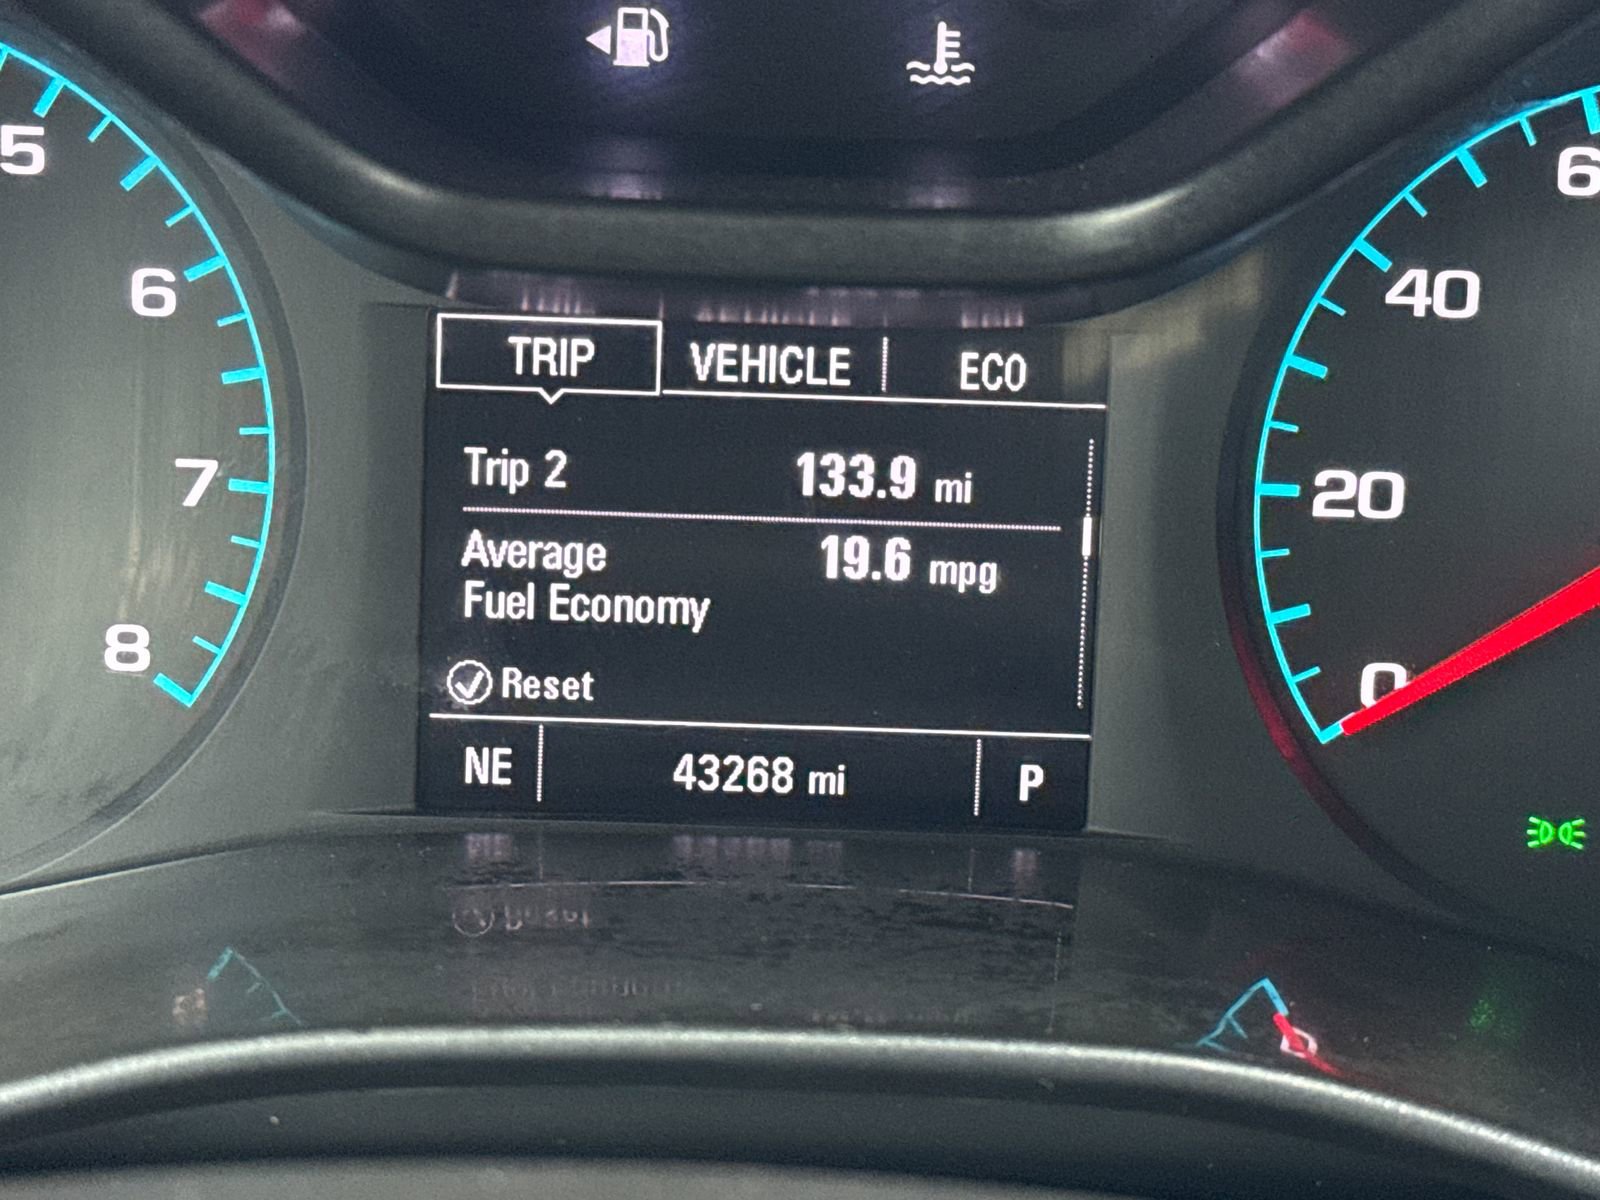 5
6
7
8
TRIP VEHICLE ECO
Trip 2 133.9 mi
Average 19.6 mpg
Fuel Economy
Reset
NE 43268 mi P
6
40
20
0